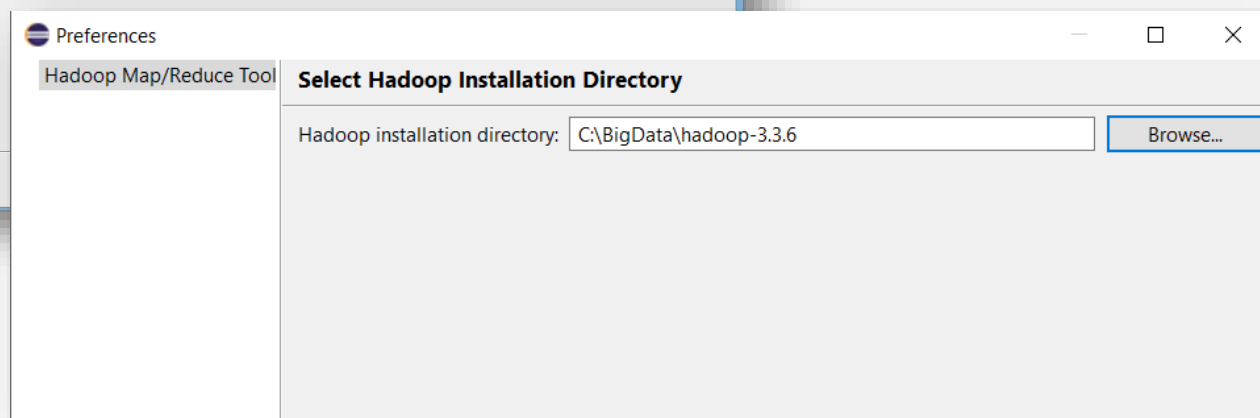 Preferences
Hadoop Map/Reduce Tool
Select Hadoop Installation Directory
Hadoop installation directory: C:\BigData\hadoop-3.3.6 Browse...